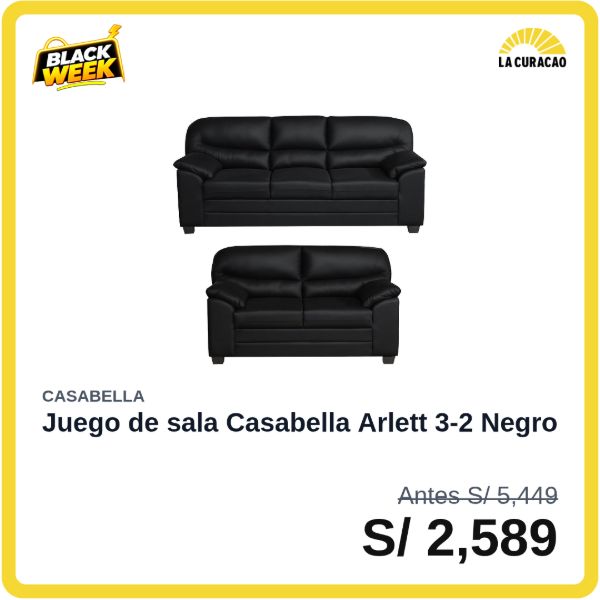 BLACK
WEEK
LA CURACAO
CASABELLA
Juego de sala Casabella Arlett 3-2 Negro
Antes S/ 5,449
S/ 2,589